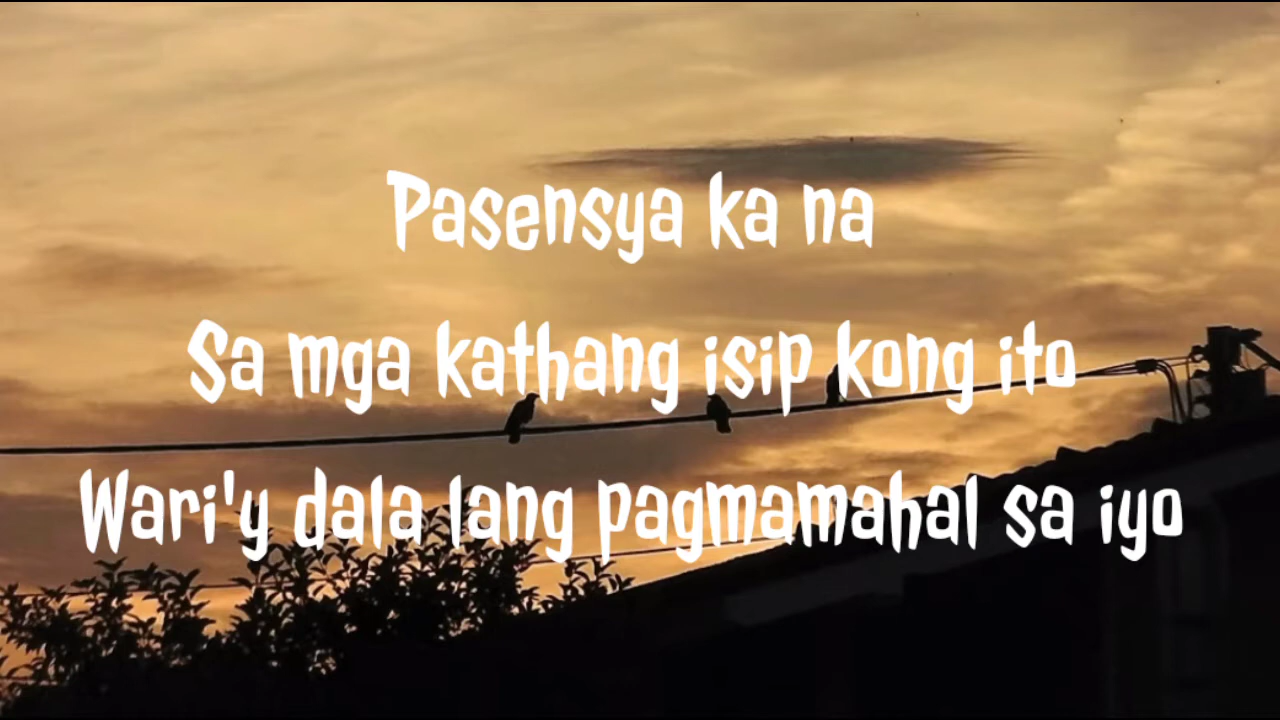 Pasensya ka na
Sa mga kathang isip kong ito
Wari'y dala lang pagmamahal sa iyo